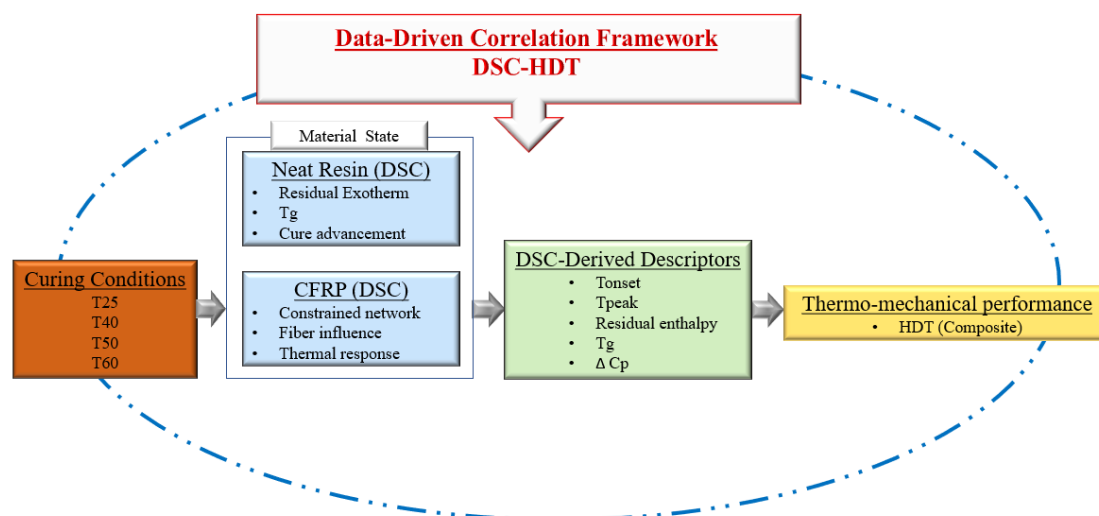 Data-Driven Correlation Framework
DSC-HDT
Material State
Neat Resin (DSC)
• Residual Exotherm
• Tg
• Cure advancement
CFRP (DSC)
• Constrained network
• Fiber influence
• Thermal response
Curing Conditions
T25
T40
T50
T60
DSC-Derived Descriptors
• Tonset
• Tpeak
• Residual enthalpy
• Tg
• Δ Cp
Thermo-mechanical performance
• HDT (Composite)